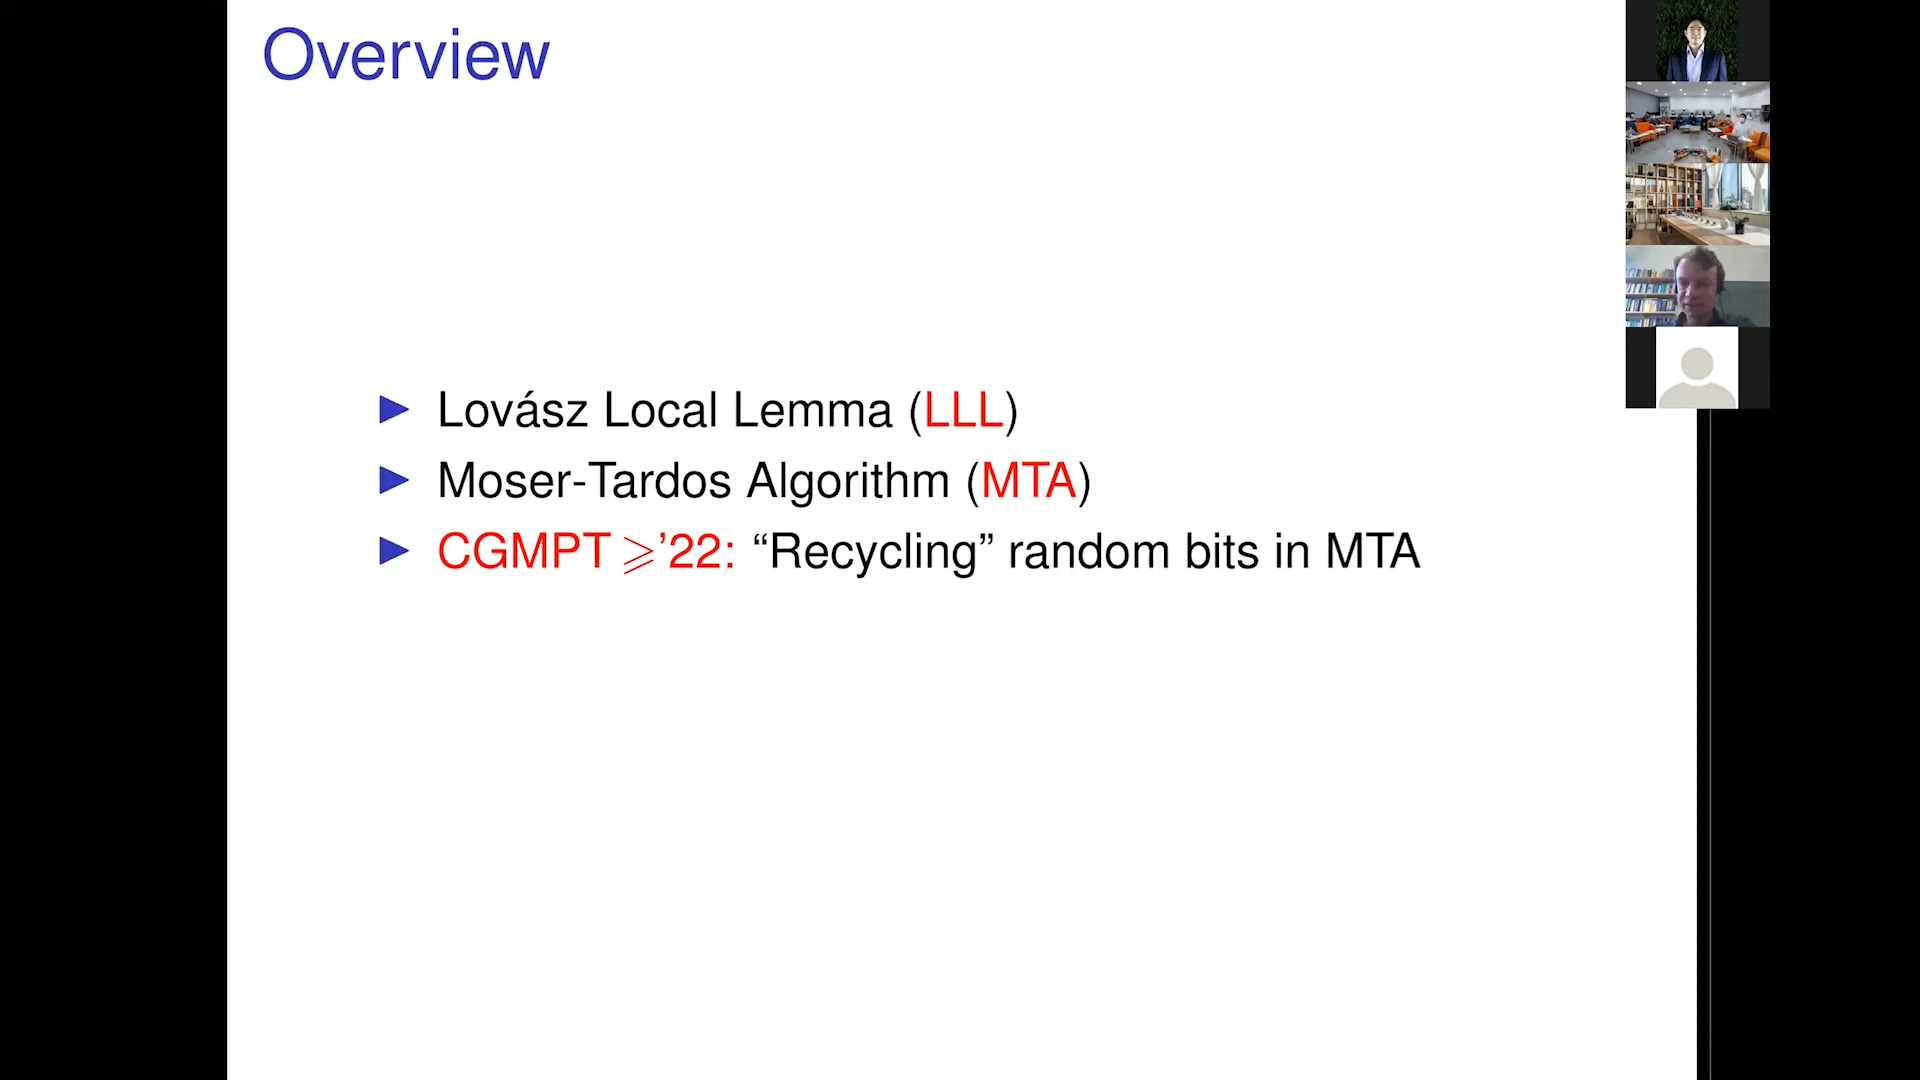 Overview
▶ Lovász Local Lemma (LLL)
▶ Moser-Tardos Algorithm (MTA)
▶ CGMPT ⩾'22: “Recycling” random bits in MTA